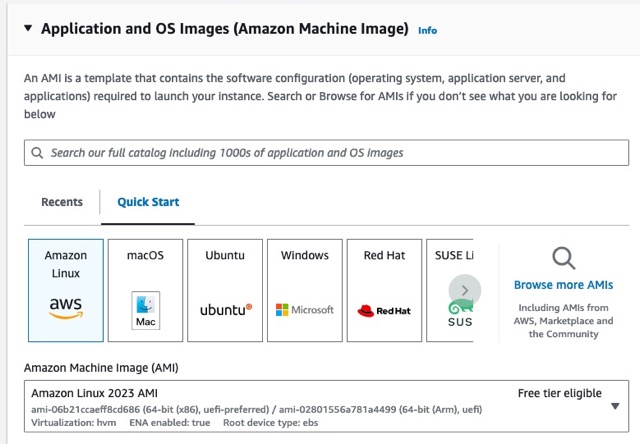 Application and OS Images (Amazon Machine Image) Info
An AMI is a template that contains the software configuration (operating system, application server, and
applications) required to launch your instance. Search or Browse for AMIs if you don't see what you are looking for
below
Search our full catalog including 1000s of application and OS images
Recents
Quick Start
Amazon
Linux
aws
macOS
Mac
Ubuntu
ubuntu
Windows
Microsoft
Red Hat
Red Hat
SUSE Li
SUS
Browse more AMIs
Including AMIs from
AWS, Marketplace and
the Community
Amazon Machine Image (AMI)
Amazon Linux 2023 AMI
Free tier eligible
ami-06b21ccaeff8cd686 (64-bit (x86), uefi-preferred) / ami-02801556a781a4499 (64-bit (Arm), uefi)
Virtualization: hvm ENA enabled: true Root device type: ebs